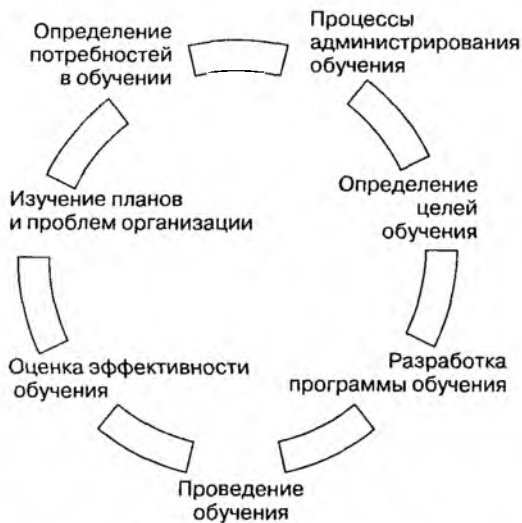 Определение
потребностей
в обучении
Процессы
администрирования
обучения
Определение
целей
обучения
Разработка
программы обучения
Проведение
обучения
Оценка эффективности
обучения
Изучение планов
и проблем организации